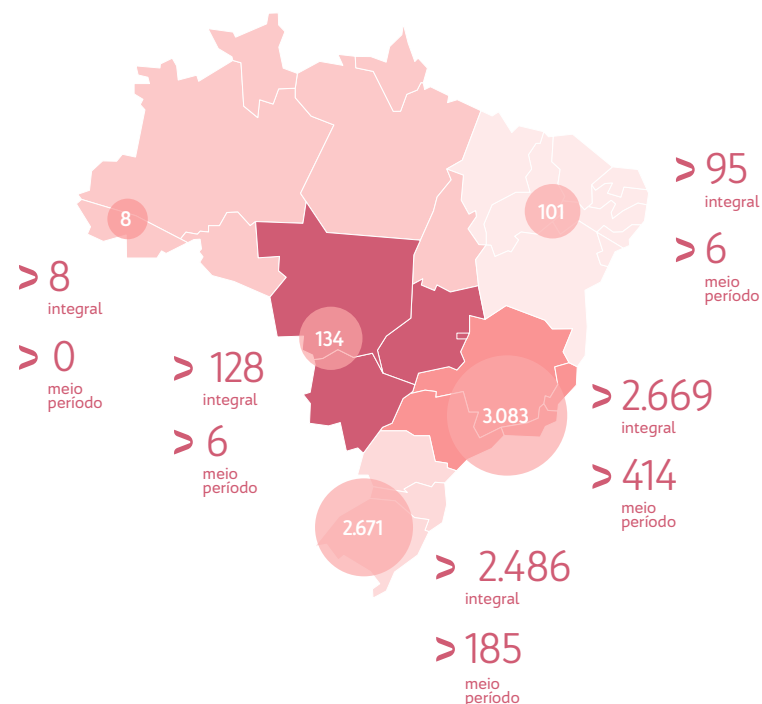 8
> 8
integral
> 0
meio
período
134
> 128
integral
> 6
meio
período
101
> 95
integral
> 6
meio
período
3.083
> 2.669
integral
> 414
meio
período
2.671
> 2.486
integral
> 185
meio
período